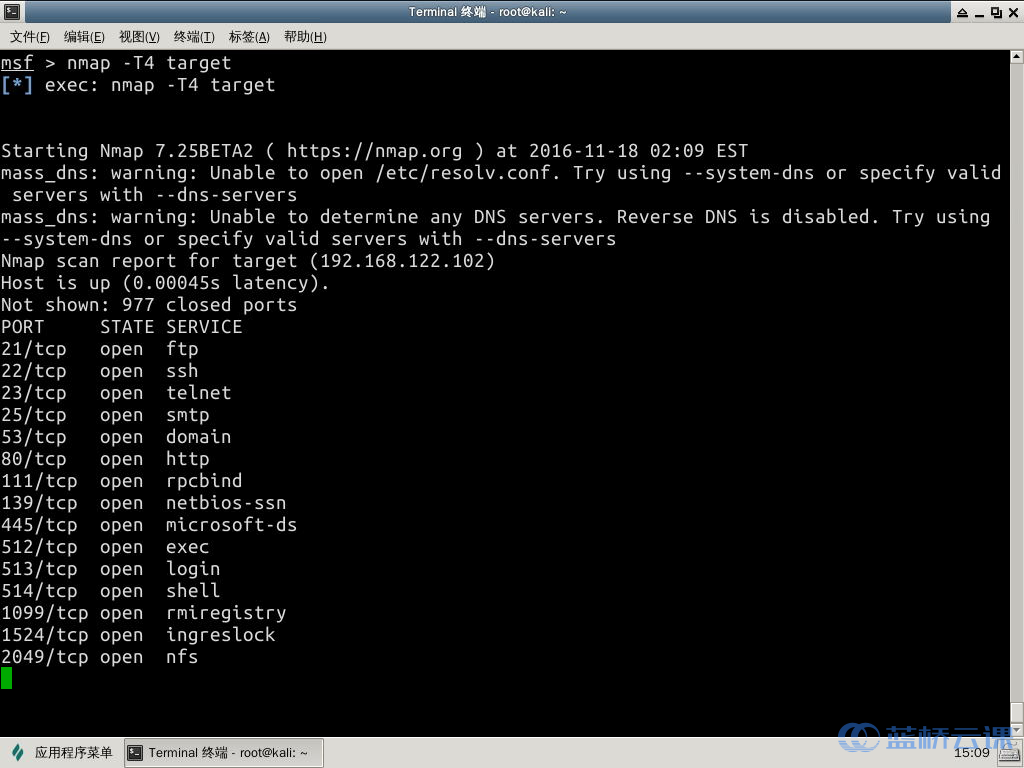 Terminal 终端 - root@kali: ~
文件(F) 编辑(E) 视图(V) 终端(T) 标签(A) 帮助(H)
msf > nmap -T4 target
[*] exec: nmap -T4 target
Starting Nmap 7.25BETA2 ( https://nmap.org ) at 2016-11-18 02:09 EST
mass_dns: warning: Unable to open /etc/resolv.conf. Try using --system-dns or specify valid
servers with --dns-servers
mass_dns: warning: Unable to determine any DNS servers. Reverse DNS is disabled. Try using
--system-dns or specify valid servers with --dns-servers
Nmap scan report for target (192.168.122.102)
Host is up (0.00045s latency).
Not shown: 977 closed ports
PORT     STATE SERVICE
21/tcp   open  ftp
22/tcp   open  ssh
23/tcp   open  telnet
25/tcp   open  smtp
53/tcp   open  domain
80/tcp   open  http
111/tcp  open  rpcbind
139/tcp  open  netbios-ssn
445/tcp  open  microsoft-ds
512/tcp  open  exec
513/tcp  open  login
514/tcp  open  shell
1099/tcp open  rmiregistry
1524/tcp open  ingreslock
2049/tcp open  nfs
蓝桥云课
应用程序菜单 Terminal 终端 - root@kali: ~ 15:09